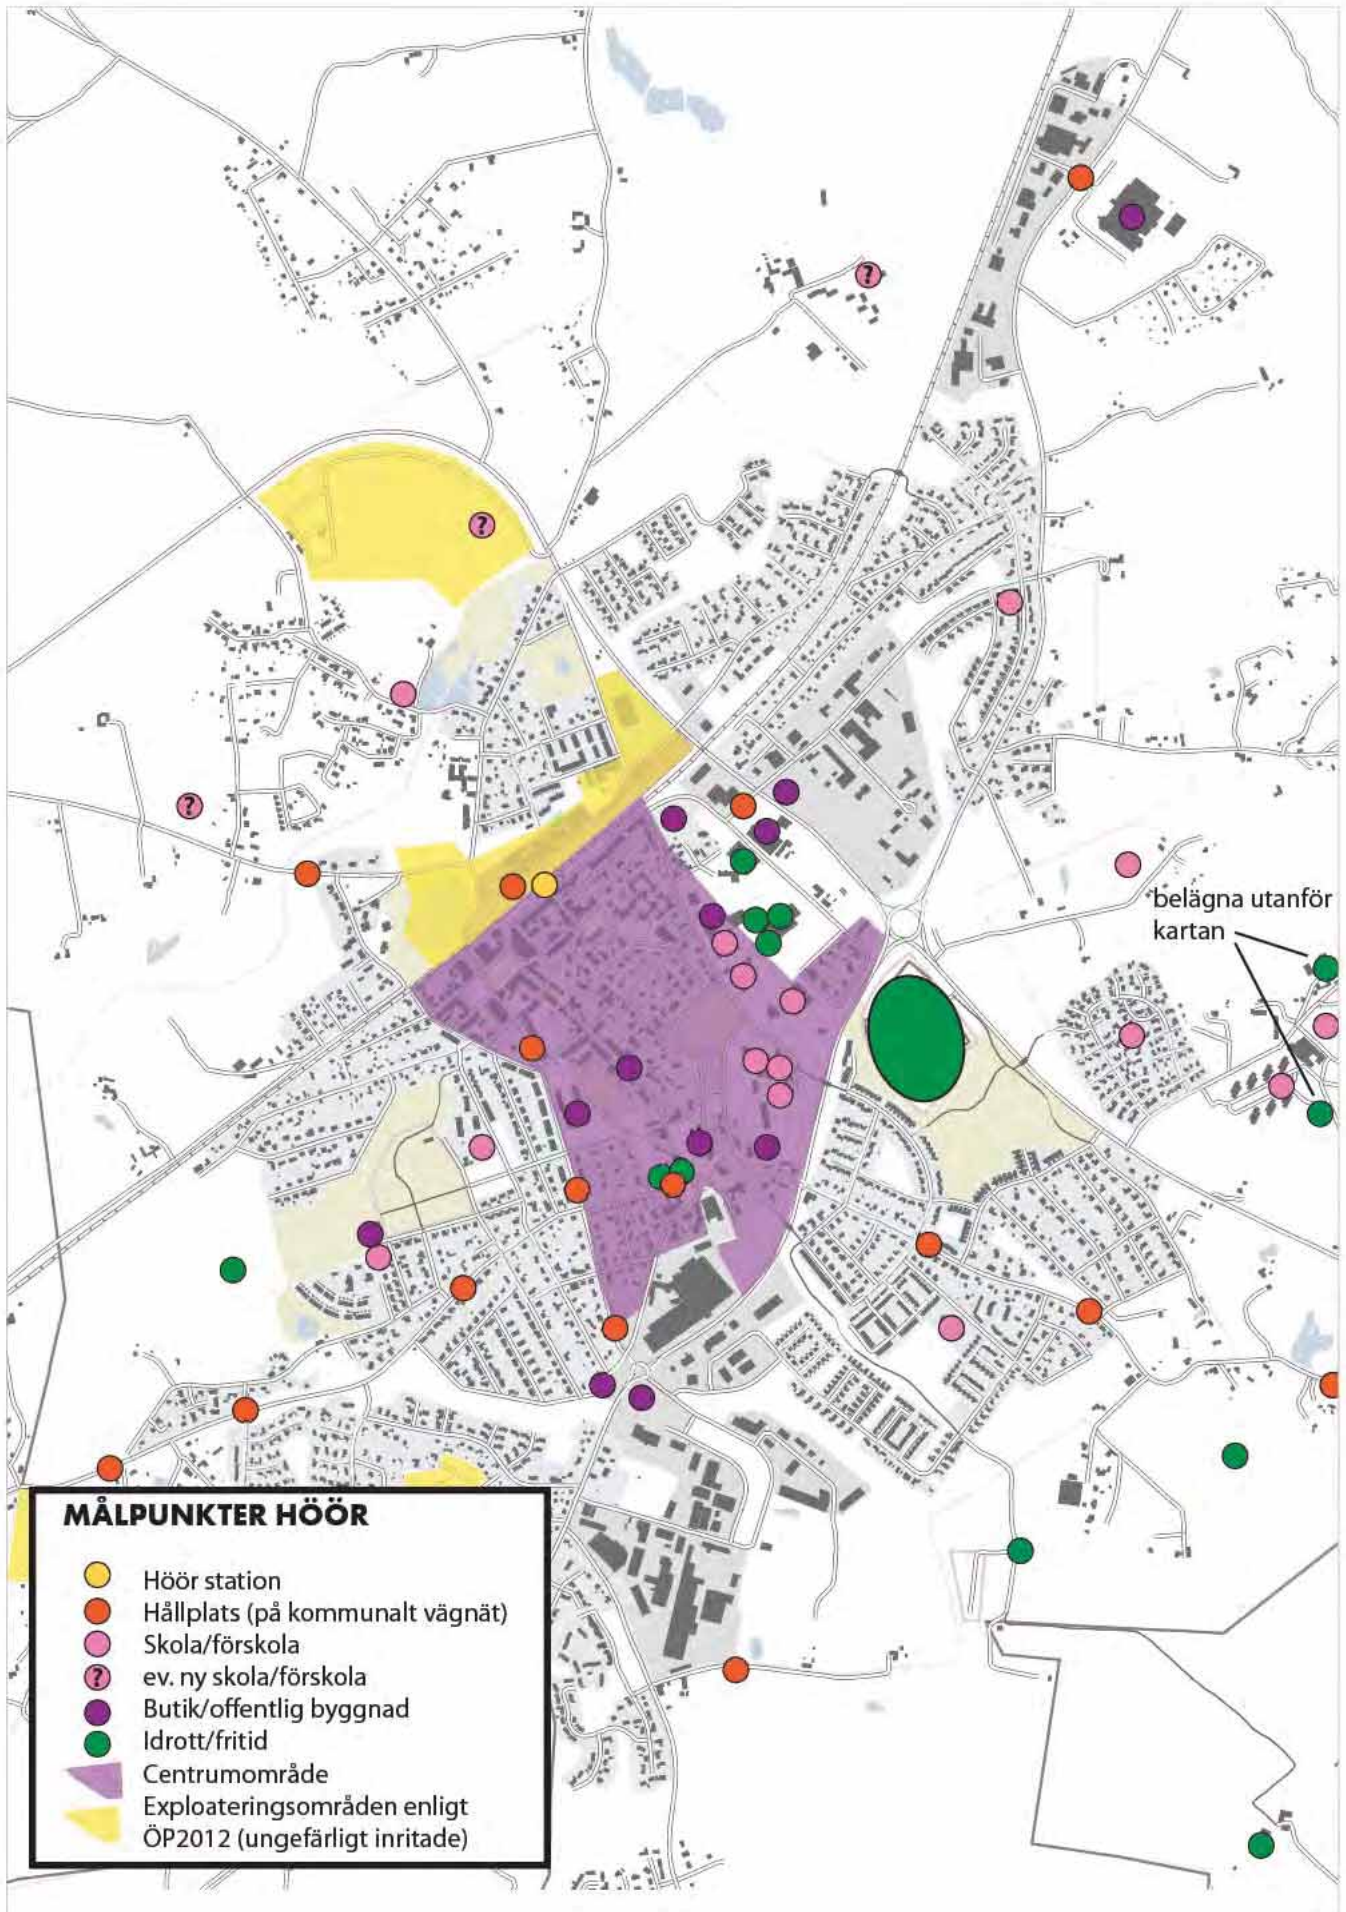 ?
?
?
belägna utanför
kartan
MÅLPUNKTER HÖÖR
Höör station
Hållplats (på kommunalt vägnät)
Skola/förskola
? ev. ny skola/förskola
Butik/offentlig byggnad
Idrott/fritid
Centrumområde
Exploateringsområden enligt
ÖP2012 (ungefärligt inritade)